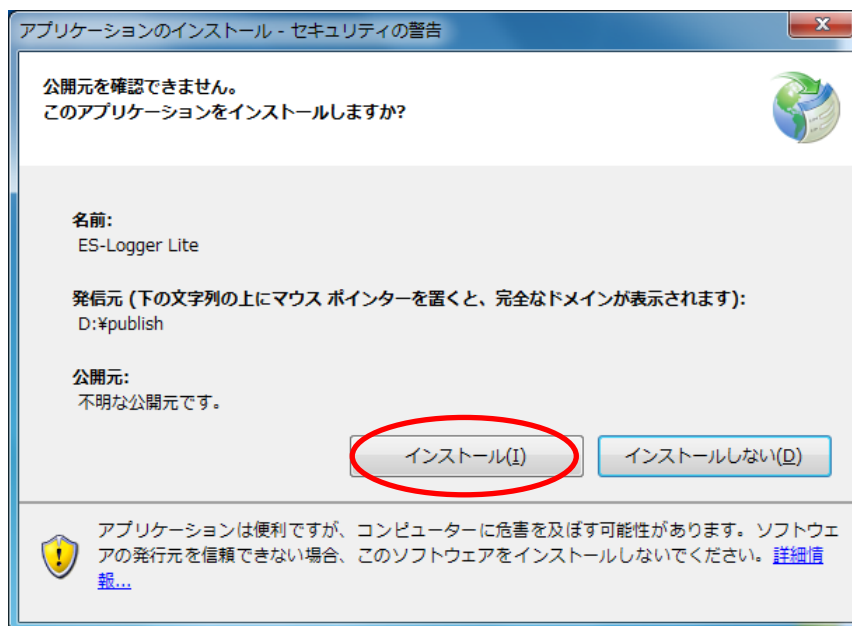 アプリケーションのインストール - セキュリティの警告
公開元を確認できません。
このアプリケーションをインストールしますか?
名前:
ES-Logger Lite
発信元 (下の文字列の上にマウス ポインターを置くと、完全なドメインが表示されます):
D:¥publish
公開元:
不明な公開元です。
インストール(I)
インストールしない(D)
アプリケーションは便利ですが、コンピューターに危害を及ぼす可能性があります。ソフトウェ
アの発行元を信頼できない場合、このソフトウェアをインストールしないでください。詳細情
報...